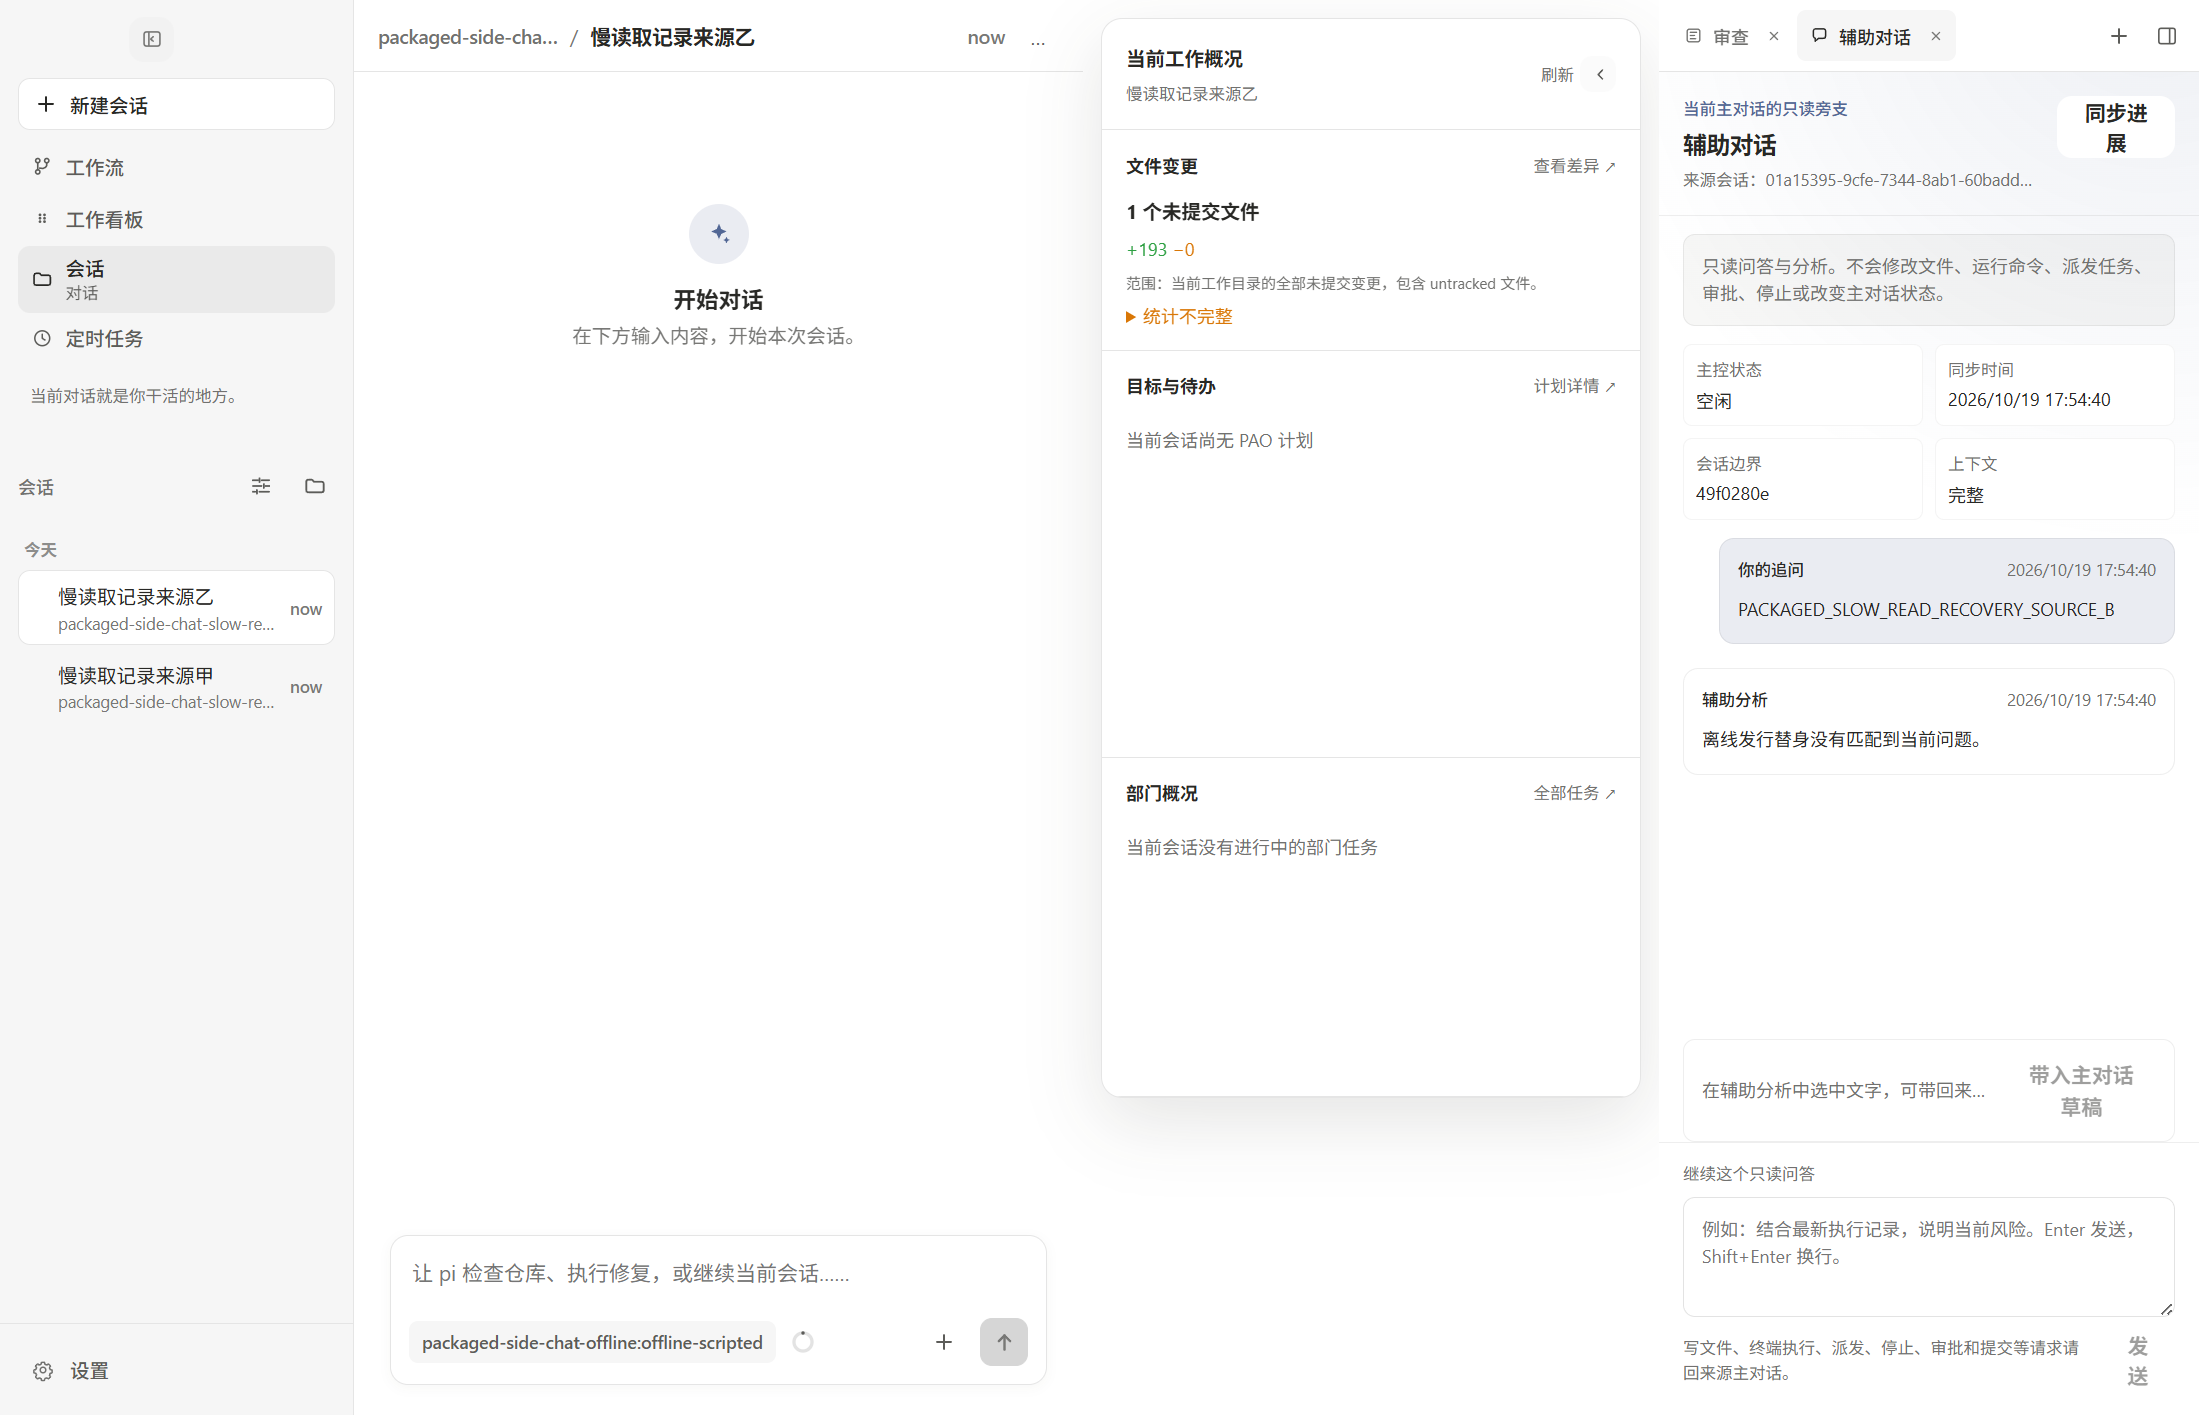 新建会话
工作流
工作看板
会话
对话
定时任务
当前对话就是你干活的地方。
会话
今天
慢读取记录来源乙
packaged-side-chat-slow-re...
now
慢读取记录来源甲
packaged-side-chat-slow-re...
now
设置
packaged-side-cha... / 慢读取记录来源乙
now
...
开始对话
在下方输入内容，开始本次会话。
让 pi 检查仓库、执行修复，或继续当前会话......
packaged-side-chat-offline:offline-scripted
当前工作概况
慢读取记录来源乙
刷新
文件变更
查看差异 ↗
1 个未提交文件
+193 −0
范围：当前工作目录的全部未提交变更，包含 untracked 文件。
▶ 统计不完整
目标与待办
计划详情 ↗
当前会话尚无 PAO 计划
部门概况
全部任务 ↗
当前会话没有进行中的部门任务
审查 ×
辅助对话 ×
当前主对话的只读旁支
辅助对话
来源会话：01a15395-9cfe-7344-8ab1-60badd...
同步进
展
只读问答与分析。不会修改文件、运行命令、派发任务、
审批、停止或改变主对话状态。
主控状态
空闲
同步时间
2026/10/19 17:54:40
会话边界
49f0280e
上下文
完整
你的追问
2026/10/19 17:54:40
PACKAGED_SLOW_READ_RECOVERY_SOURCE_B
辅助分析
2026/10/19 17:54:40
离线发行替身没有匹配到当前问题。
在辅助分析中选中文字，可带回来...
带入主对话
草稿
继续这个只读问答
例如：结合最新执行记录，说明当前风险。Enter 发送，
Shift+Enter 换行。
写文件、终端执行、派发、停止、审批和提交等请求请
回来源主对话。
发
送